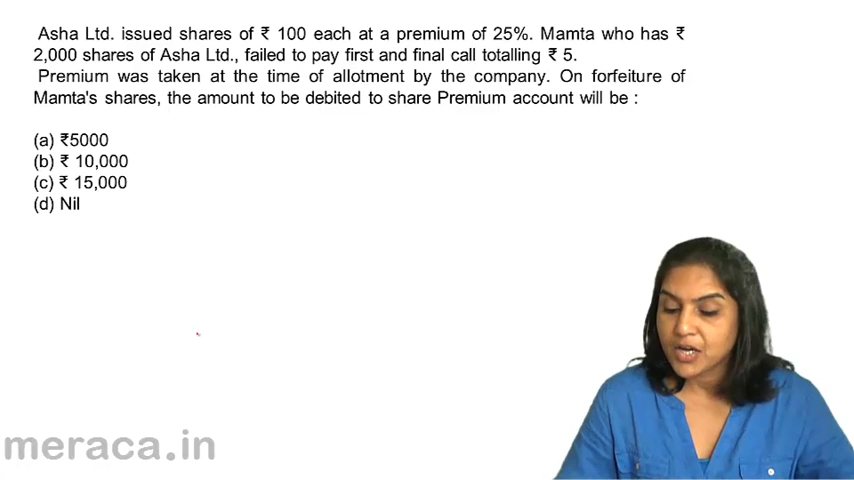 Asha Ltd. issued shares of ₹ 100 each at a premium of 25%. Mamta who has ₹
2,000 shares of Asha Ltd., failed to pay first and final call totalling ₹ 5.
Premium was taken at the time of allotment by the company. On forfeiture of
Mamta's shares, the amount to be debited to share Premium account will be :
(a) ₹5000
(b) ₹ 10,000
(c) ₹ 15,000
(d) Nil
meraca.in